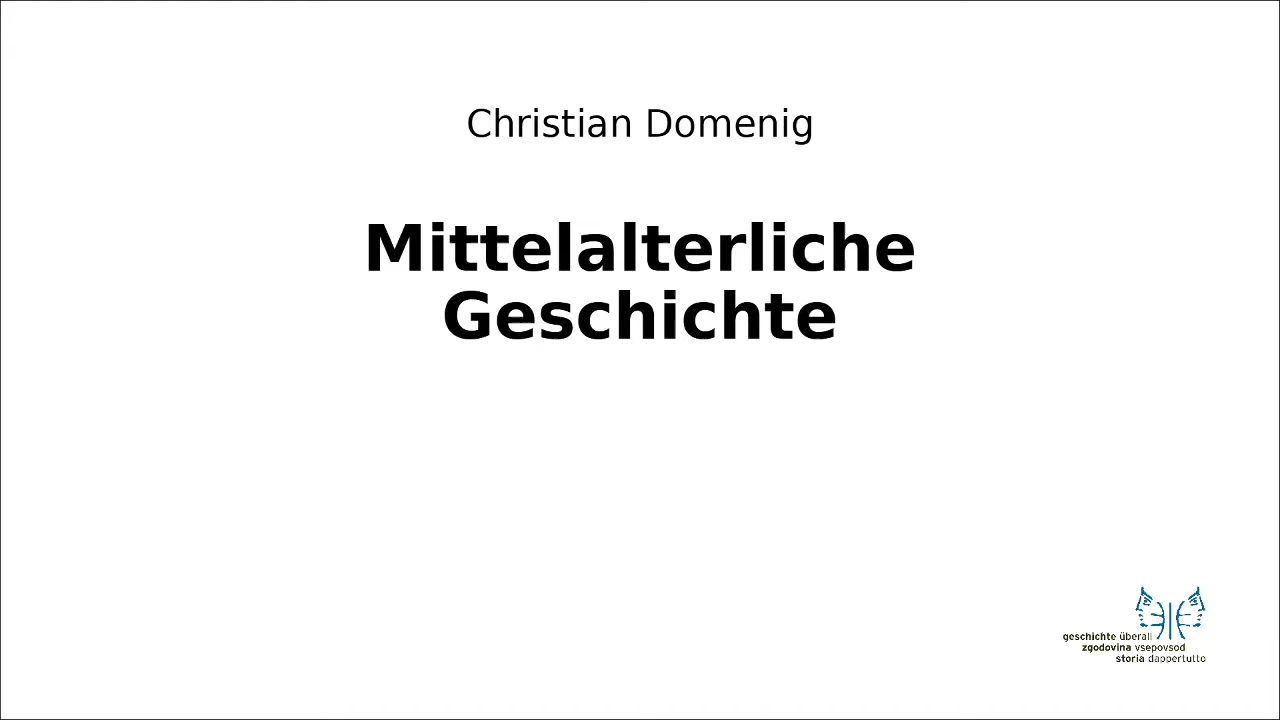 Christian Domenig
Mittelalterliche
Geschichte
geschichte überall
zgodovina vsepovsod
storia dappertutto